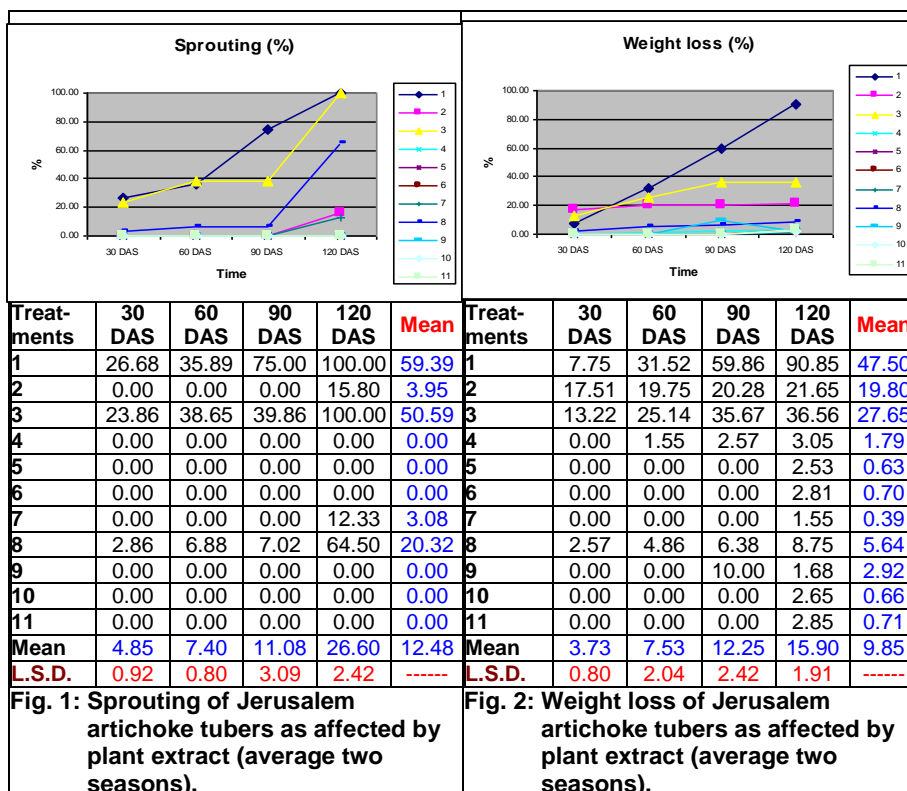 Sprouting (%)
100.00
80.00
60.00
40.00
20.00
0.00
%
30 DAS 60 DAS 90 DAS 120 DAS
Time
1
2
3
4
5
6
7
8
9
10
11
Weight loss (%)
100.00
80.00
60.00
40.00
20.00
0.00
%
30 DAS 60 DAS 90 DAS 120 DAS
Time
1
2
3
4
5
6
7
8
9
10
11
Treat-ments 30 DAS 60 DAS 90 DAS 120 DAS Mean
1 26.68 35.89 75.00 100.00 59.39
2 0.00 0.00 0.00 15.80 3.95
3 23.86 38.65 39.86 100.00 50.59
4 0.00 0.00 0.00 0.00 0.00
5 0.00 0.00 0.00 0.00 0.00
6 0.00 0.00 0.00 0.00 0.00
7 0.00 0.00 0.00 12.33 3.08
8 2.86 6.88 7.02 64.50 20.32
9 0.00 0.00 0.00 0.00 0.00
10 0.00 0.00 0.00 0.00 0.00
11 0.00 0.00 0.00 0.00 0.00
Mean 4.85 7.40 11.08 26.60 12.48
L.S.D. 0.92 0.80 3.09 2.42 ------
Treat-ments 30 DAS 60 DAS 90 DAS 120 DAS Mean
1 7.75 31.52 59.86 90.85 47.50
2 17.51 19.75 20.28 21.65 19.80
3 13.22 25.14 35.67 36.56 27.65
4 0.00 1.55 2.57 3.05 1.79
5 0.00 0.00 0.00 2.53 0.63
6 0.00 0.00 0.00 2.81 0.70
7 0.00 0.00 0.00 1.55 0.39
8 2.57 4.86 6.38 8.75 5.64
9 0.00 0.00 10.00 1.68 2.92
10 0.00 0.00 0.00 2.65 0.66
11 0.00 0.00 0.00 2.85 0.71
Mean 3.73 7.53 12.25 15.90 9.85
L.S.D. 0.80 2.04 2.42 1.91 ------
Fig. 1: Sprouting of Jerusalem
artichoke tubers as affected by
plant extract (average two
seasons).
Fig. 2: Weight loss of Jerusalem
artichoke tubers as affected by
plant extract (average two
seasons).